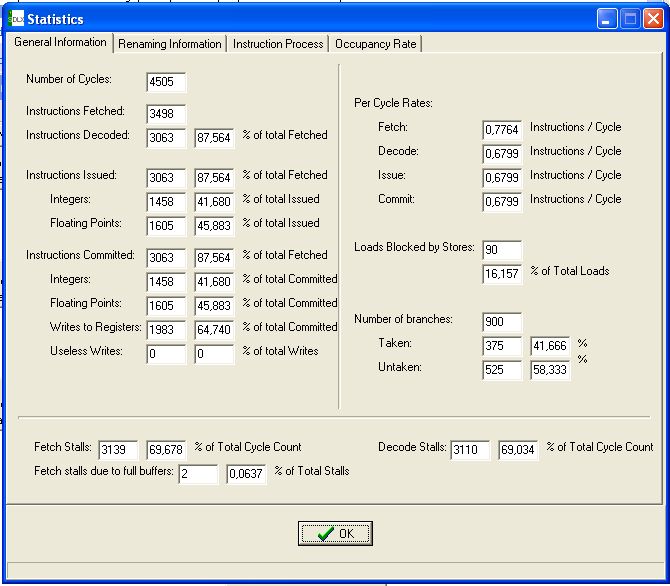 DLX Statistics
General Information Renaming Information Instruction Process Occupancy Rate
Number of Cycles: 4505
Instructions Fetched: 3498
Instructions Decoded: 3063 87,564 % of total Fetched
Instructions Issued: 3063 87,564 % of total Fetched
Integers: 1458 41,680 % of total Issued
Floating Points: 1605 45,883 % of total Issued
Instructions Committed: 3063 87,564 % of total Fetched
Integers: 1458 41,680 % of total Committed
Floating Points: 1605 45,883 % of total Committed
Writes to Registers: 1983 64,740 % of total Committed
Useless Writes: 0 0 % of total Writes
Per Cycle Rates:
Fetch: 0,7764 Instructions / Cycle
Decode: 0,6799 Instructions / Cycle
Issue: 0,6799 Instructions / Cycle
Commit: 0,6799 Instructions / Cycle
Loads Blocked by Stores: 90
16,157 % of Total Loads
Number of branches: 900
Taken: 375 41,666 %
Untaken: 525 58,333 %
Fetch Stalls: 3139 69,678 % of Total Cycle Count
Fetch stalls due to full buffers: 2 0,0637 % of Total Stalls
Decode Stalls: 3110 69,034 % of Total Cycle Count
OK